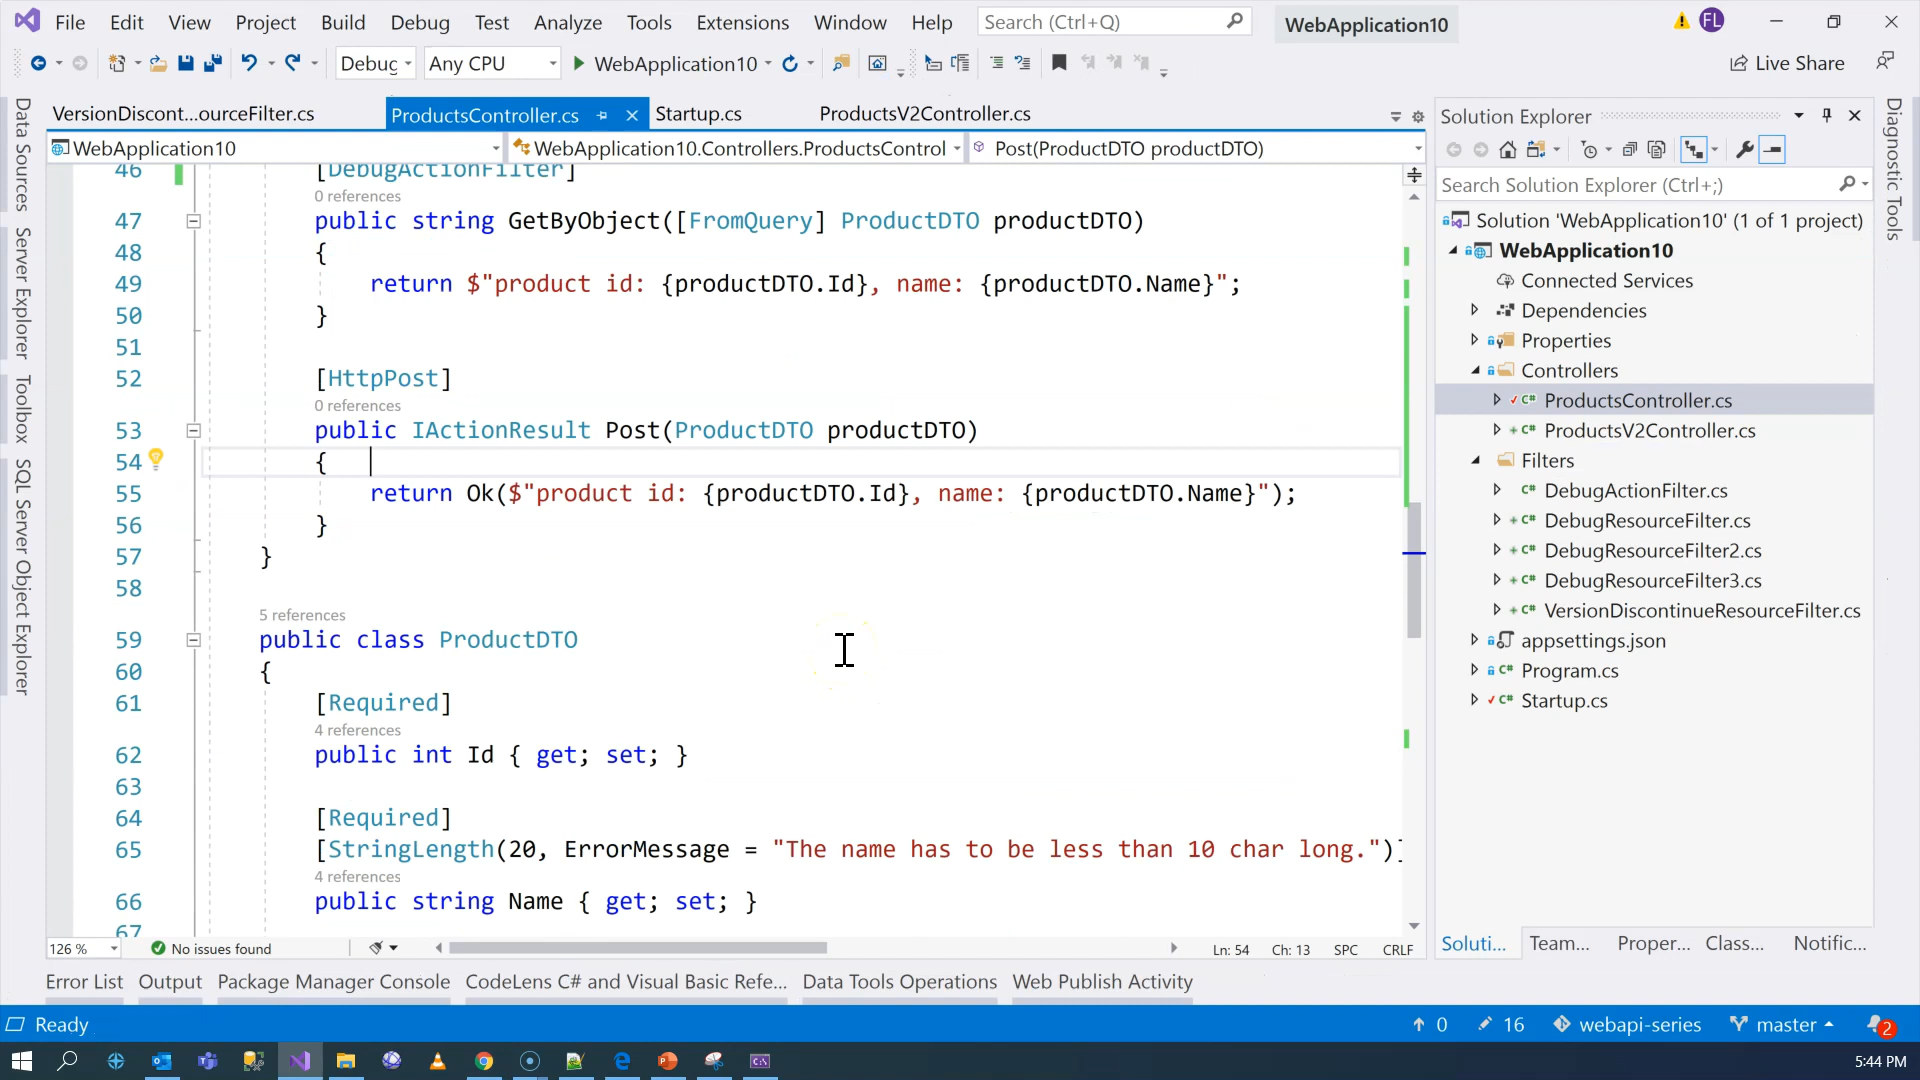 File Edit View Project Build Debug Test Analyze Tools Extensions Window Help Search (Ctrl+Q) WebApplication10 FL
Debug Any CPU WebApplication10 Live Share
VersionDiscont...ourceFilter.cs ProductsController.cs Startup.cs ProductsV2Controller.cs
WebApplication10 WebApplication10.Controllers.ProductsControl Post(ProductDTO productDTO)
46 [DebugActionFilter]
0 references
47 public string GetByObject([FromQuery] ProductDTO productDTO)
48 {
49 return $"product id: {productDTO.Id}, name: {productDTO.Name}";
50 }
51
52 [HttpPost]
0 references
53 public IActionResult Post(ProductDTO productDTO)
54 {
55 return Ok($"product id: {productDTO.Id}, name: {productDTO.Name}");
56 }
57 }
58
5 references
59 public class ProductDTO
60 {
61 [Required]
4 references
62 public int Id { get; set; }
63
64 [Required]
65 [StringLength(20, ErrorMessage = "The name has to be less than 10 char long.")]
4 references
66 public string Name { get; set; }
67
126 % No issues found Ln: 54 Ch: 13 SPC CRLF
Data Sources
Server Explorer
Toolbox
SQL Server Object Explorer
Solution Explorer
Search Solution Explorer (Ctrl+;)
Solution 'WebApplication10' (1 of 1 project)
WebApplication10
Connected Services
Dependencies
Properties
Controllers
C# ProductsController.cs
C# ProductsV2Controller.cs
Filters
C# DebugActionFilter.cs
C# DebugResourceFilter.cs
C# DebugResourceFilter2.cs
C# DebugResourceFilter3.cs
C# VersionDiscontinueResourceFilter.cs
appsettings.json
C# Program.cs
C# Startup.cs
Soluti... Team... Proper... Class... Notific...
Diagnostic Tools
Error List Output Package Manager Console CodeLens C# and Visual Basic Refe... Data Tools Operations Web Publish Activity
Ready 0 16 webapi-series master 2
5:44 PM